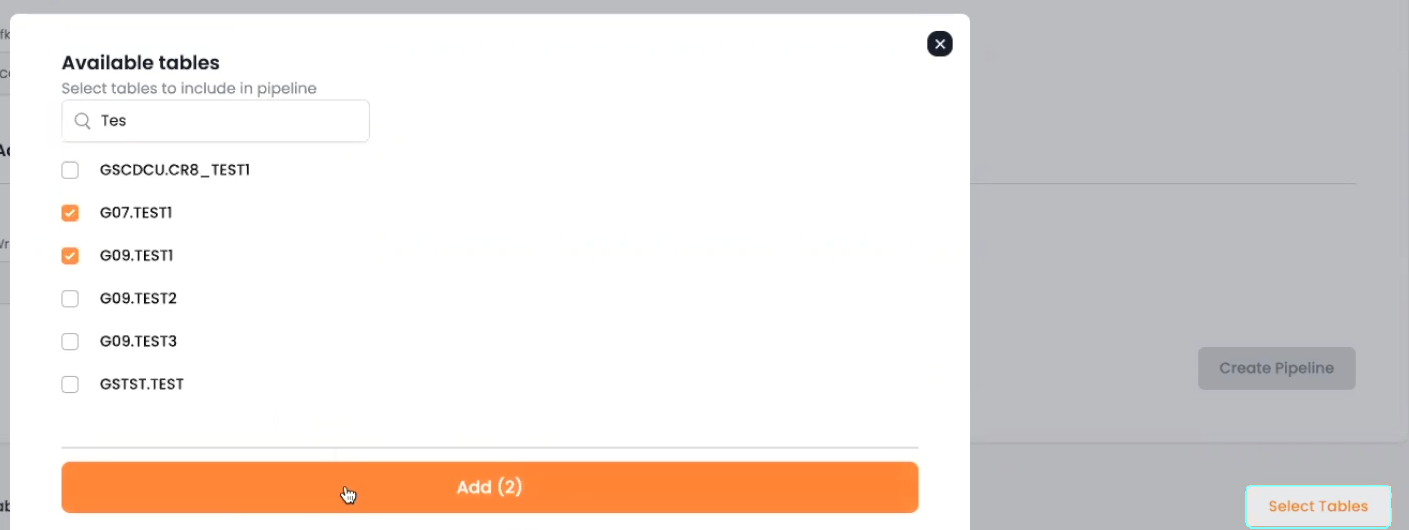 Available tables
Select tables to include in pipeline
Tes
GSCDCU.CR8_TEST1
G07.TEST1
G09.TEST1
G09.TEST2
G09.TEST3
GSTST.TEST
Create Pipeline
Add (2)
Select Tables